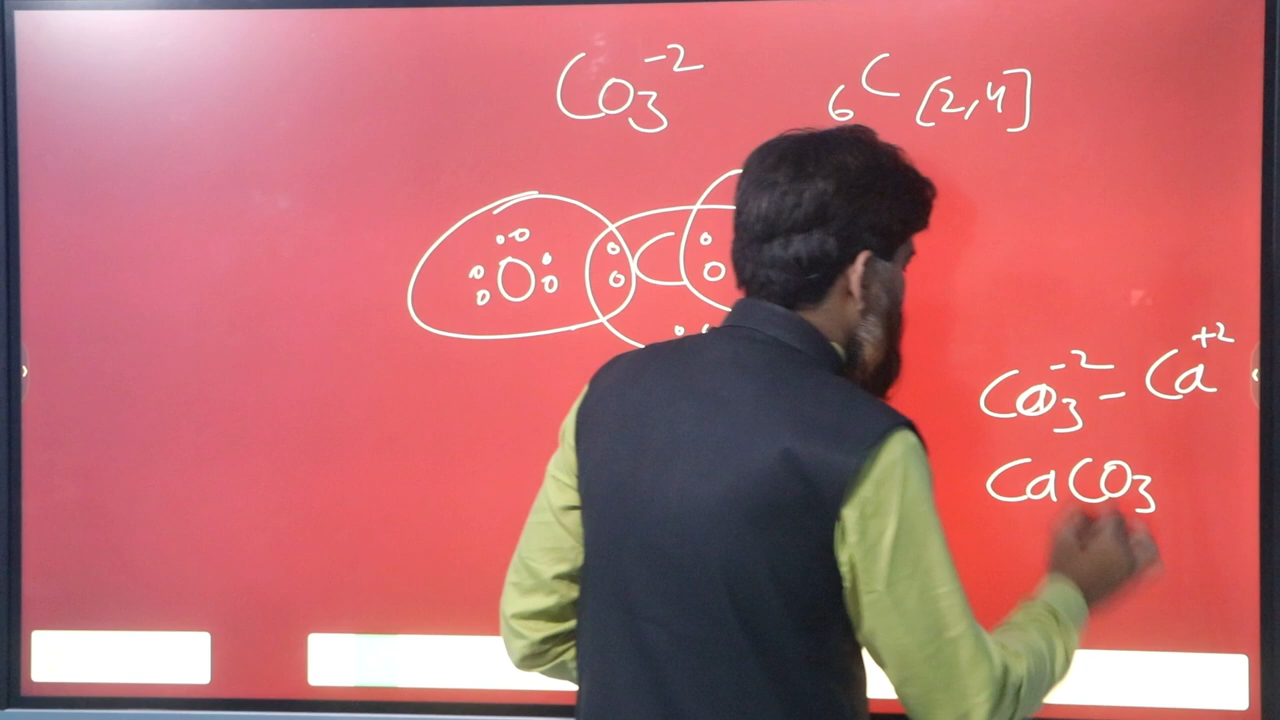 CO₃⁻² ₆C [2,4]
O C
CO₃⁻² - Ca⁺²
CaCO₃